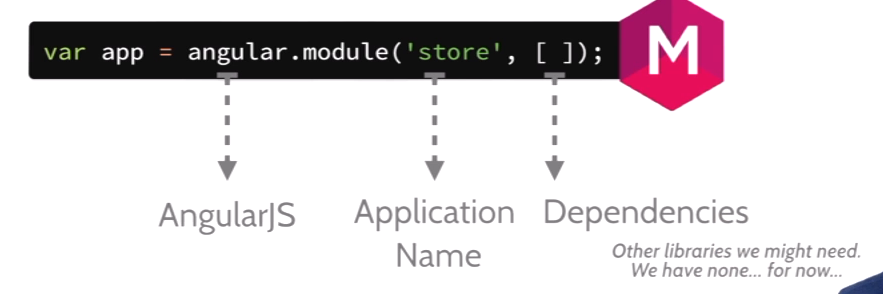 var app = angular.module('store', [ ]);
M
AngularJS
Application
Name
Dependencies
Other libraries we might need.
We have none... for now...